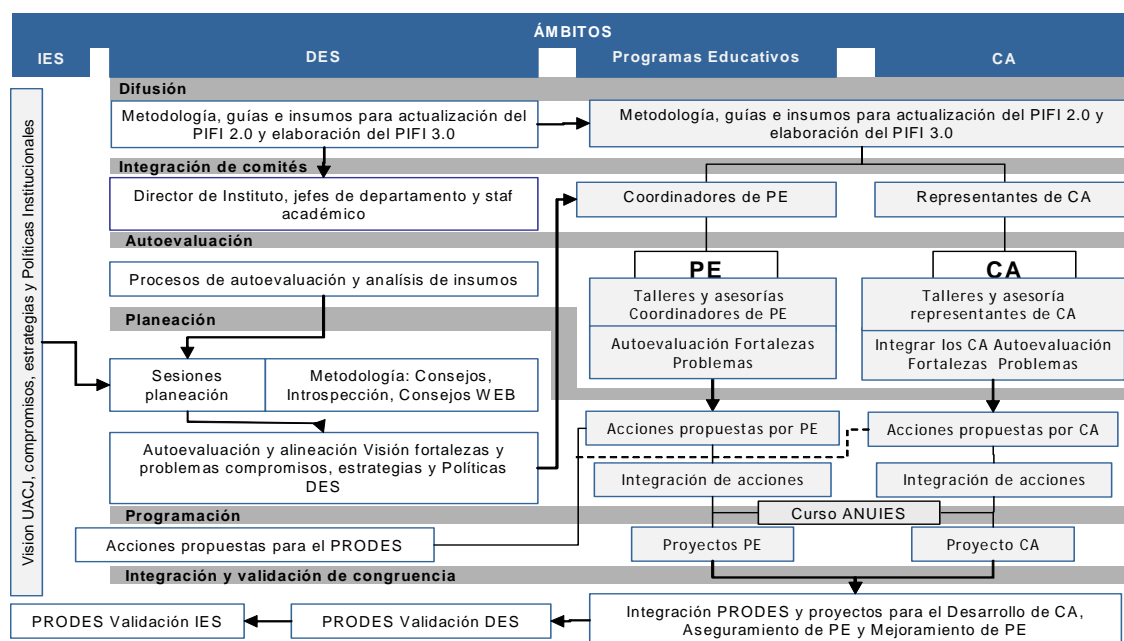 ÁMBITOS
IES
DES
Programas Educativos
CA
Difusión
Metodología, guías e insumos para actualización del
PIFI 2.0 y elaboración del PIFI 3.0
Metodología, guías e insumos para actualización del PIFI 2.0 y
elaboración del PIFI 3.0
Integración de comités
Director de Instituto, jefes de departamento y staf
académico
Coordinadores de PE
Representantes de CA
Autoevaluación
PE
CA
Procesos de autoevaluación y analísis de insumos
Talleres y asesorías
Coordinadores de PE
Talleres y asesoría
representantes de CA
Planeación
Autoevaluación Fortalezas
Problemas
Integrar los CA Autoevaluación
Fortalezas Problemas
Vision UACJ, compromisos, estrategias y Políticas Institucionales
Sesiones
planeación
Metodología: Consejos,
Introspección, Consejos WEB
Acciones propuestas por PE
Acciones propuestas por CA
Autoevaluación y alineación Visión fortalezas y
problemas compromisos, estrategias y Políticas
DES
Integración de acciones
Integración de acciones
Programación
Curso ANUIES
Acciones propuestas para el PRODES
Proyectos PE
Proyecto CA
Integración y validación de congruencia
PRODES Validación IES
PRODES Validación DES
Integración PRODES y proyectos para el Desarrollo de CA,
Aseguramiento de PE y Mejoramiento de PE